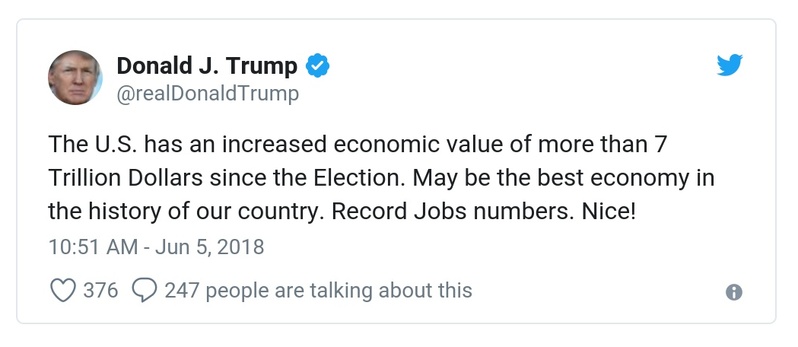 Donald J. Trump
@realDonaldTrump
The U.S. has an increased economic value of more than 7
Trillion Dollars since the Election. May be the best economy in
the history of our country. Record Jobs numbers. Nice!
10:51 AM - Jun 5, 2018
376 247 people are talking about this